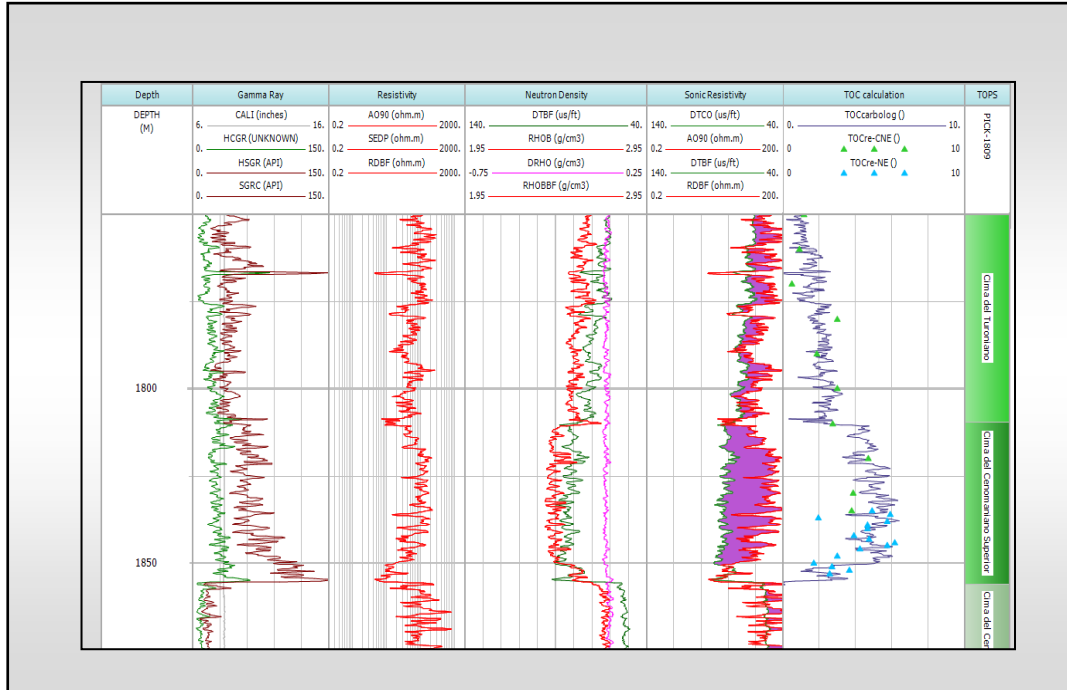 Depth Gamma Ray Resistivity Neutron Density Sonic Resistivity TOC calculation TOPS
DEPTH
(M)
CALI (inches)
6. 16.
HCGR (UNKNOWN)
0. 150.
HSGR (API)
0. 150.
SGRC (API)
0. 150.
AO90 (ohm.m)
0.2 2000.
SEDP (ohm.m)
0.2 2000.
RDBF (ohm.m)
0.2 2000.
DTBF (us/ft)
140. 40.
RHOB (g/cm3)
1.95 2.95
DRHO (g/cm3)
-0.75 0.25
RHOBBF (g/cm3)
1.95 2.95
DTCO (us/ft)
140. 40.
AO90 (ohm.m)
0.2 200.
DTBF (us/ft)
140. 40.
RDBF (ohm.m)
0.2 200.
TOCcarbolog ()
0. 10.
TOCre-CNE ()
0 10
TOCre-NE ()
0 10
PICK-1809
1800
1850
Cima del Turoniano
Cima del Cenomaniano Superior
Cima del Cer